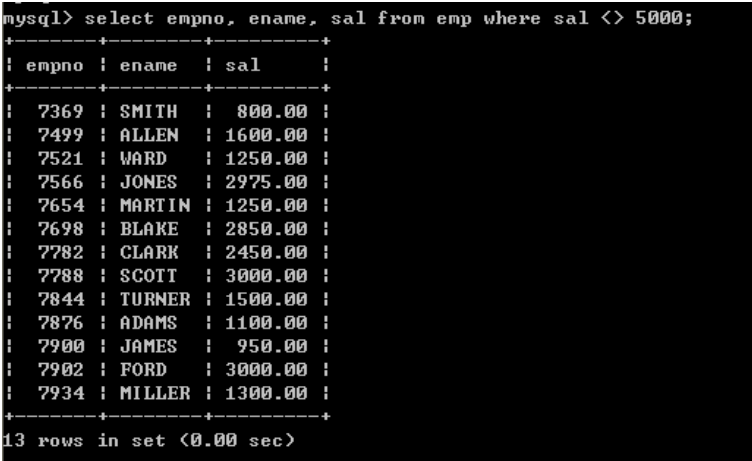 mysql> select empno, ename, sal from emp where sal <> 5000;
+-------+--------+---------+
| empno | ename  | sal     |
+-------+--------+---------+
|  7369 | SMITH  |  800.00 |
|  7499 | ALLEN  | 1600.00 |
|  7521 | WARD   | 1250.00 |
|  7566 | JONES  | 2975.00 |
|  7654 | MARTIN | 1250.00 |
|  7698 | BLAKE  | 2850.00 |
|  7782 | CLARK  | 2450.00 |
|  7788 | SCOTT  | 3000.00 |
|  7844 | TURNER | 1500.00 |
|  7876 | ADAMS  | 1100.00 |
|  7900 | JAMES  |  950.00 |
|  7902 | FORD   | 3000.00 |
|  7934 | MILLER | 1300.00 |
+-------+--------+---------+
13 rows in set (0.00 sec)